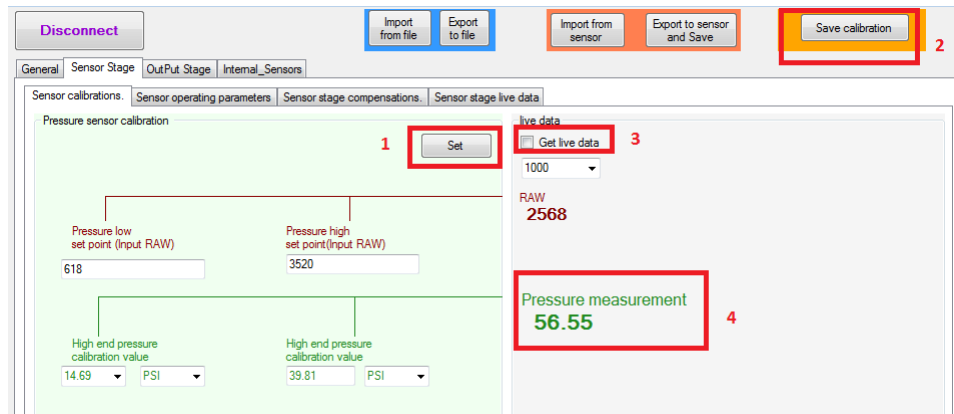 Disconnect
Import
from file
Export
to file
Import from
sensor
Export to sensor
and Save
Save calibration
2
General
Sensor Stage
OutPut Stage
Internal_Sensors
Sensor calibrations.
Sensor operating parameters
Sensor stage compensations.
Sensor stage live data
Pressure sensor calibration
1
Set
live data
Get live data
3
1000
RAW
2568
Pressure low
set point (Input RAW)
Pressure high
set point(Input RAW)
618
3520
Pressure measurement
56.55
4
High end pressure
calibration value
High end pressure
calibration value
14.69
PSI
39.81
PSI